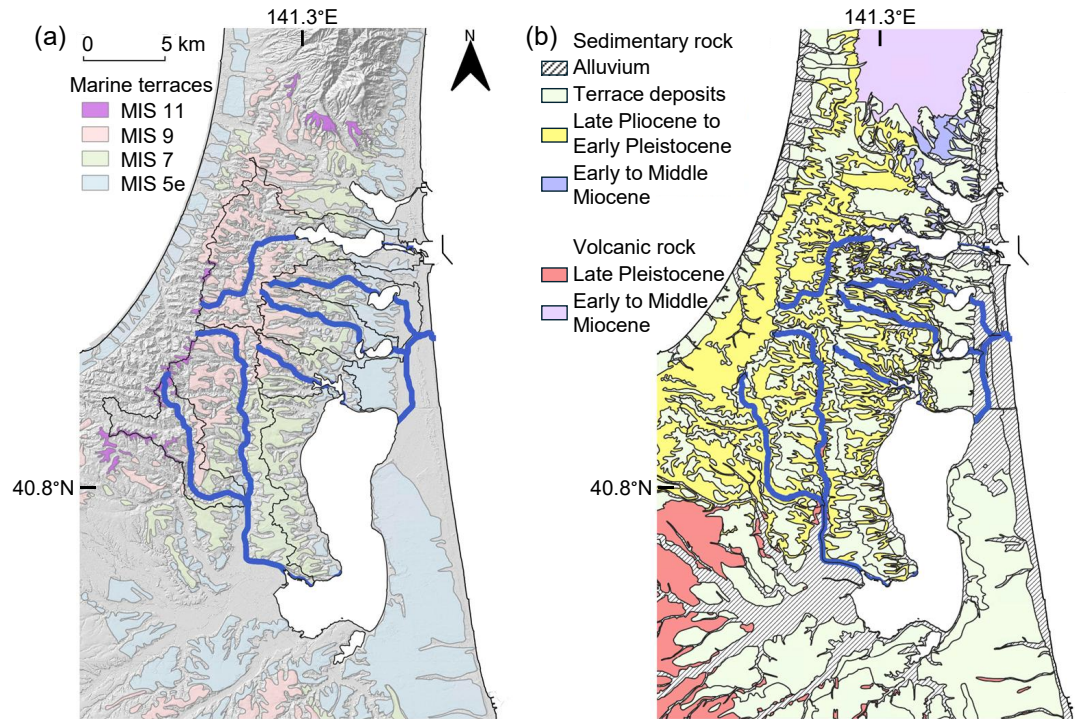 141.3°E
141.3°E
(a)
0
5 km
N
Marine terraces
MIS 11
MIS 9
MIS 7
MIS 5e
40.8°N
(b)
Sedimentary rock
Alluvium
Terrace deposits
Late Pliocene to
Early Pleistocene
Early to Middle
Miocene
Volcanic rock
Late Pleistocene
Early to Middle
Miocene
40.8°N